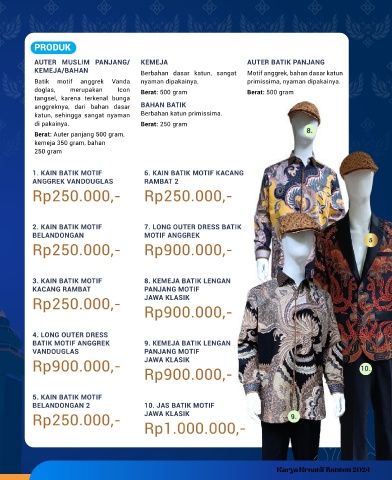 PRODUK
AUTER MUSLIM PANJANG/
KEMEJA/BAHAN
Batik motif anggrek Vanda
doglas, merupakan Icon
tangsel, karena terkenal bunga
anggreknya, dari bahan dasar
katun, sehingga sangat nyaman
di pakainya.
Berat: Auter panjang 500 gram,
kemeja 350 gram, bahan
250 gram
KEMEJA
Berbahan dasar katun, sangat
nyaman dipakainya.
Berat: 500 gram
BAHAN BATIK
Berbahan katun primissima.
Berat: 250 gram
AUTER BATIK PANJANG
Motif anggrek, bahan dasar katun
primissima, nyaman dipakainya.
Berat: 500 gram
1. KAIN BATIK MOTIF
ANGGREK VANDOUGLAS
Rp250.000,-
2. KAIN BATIK MOTIF
BELANDONGAN
Rp250.000,-
3. KAIN BATIK MOTIF
KACANG RAMBAT
Rp250.000,-
4. LONG OUTER DRESS
BATIK MOTIF ANGGREK
VANDOUGLAS
Rp900.000,-
5. KAIN BATIK MOTIF
BELANDONGAN 2
Rp250.000,-
6. KAIN BATIK MOTIF KACANG
RAMBAT 2
Rp250.000,-
7. LONG OUTER DRESS BATIK
MOTIF ANGGREK
Rp900.000,-
8. KEMEJA BATIK LENGAN
PANJANG MOTIF
JAWA KLASIK
Rp900.000,-
9. KEMEJA BATIK LENGAN
PANJANG MOTIF
JAWA KLASIK
Rp900.000,-
10. JAS BATIK MOTIF
JAWA KLASIK
Rp1.000.000,-
8.
10.
9.
Karya Kreatif Banten 2024